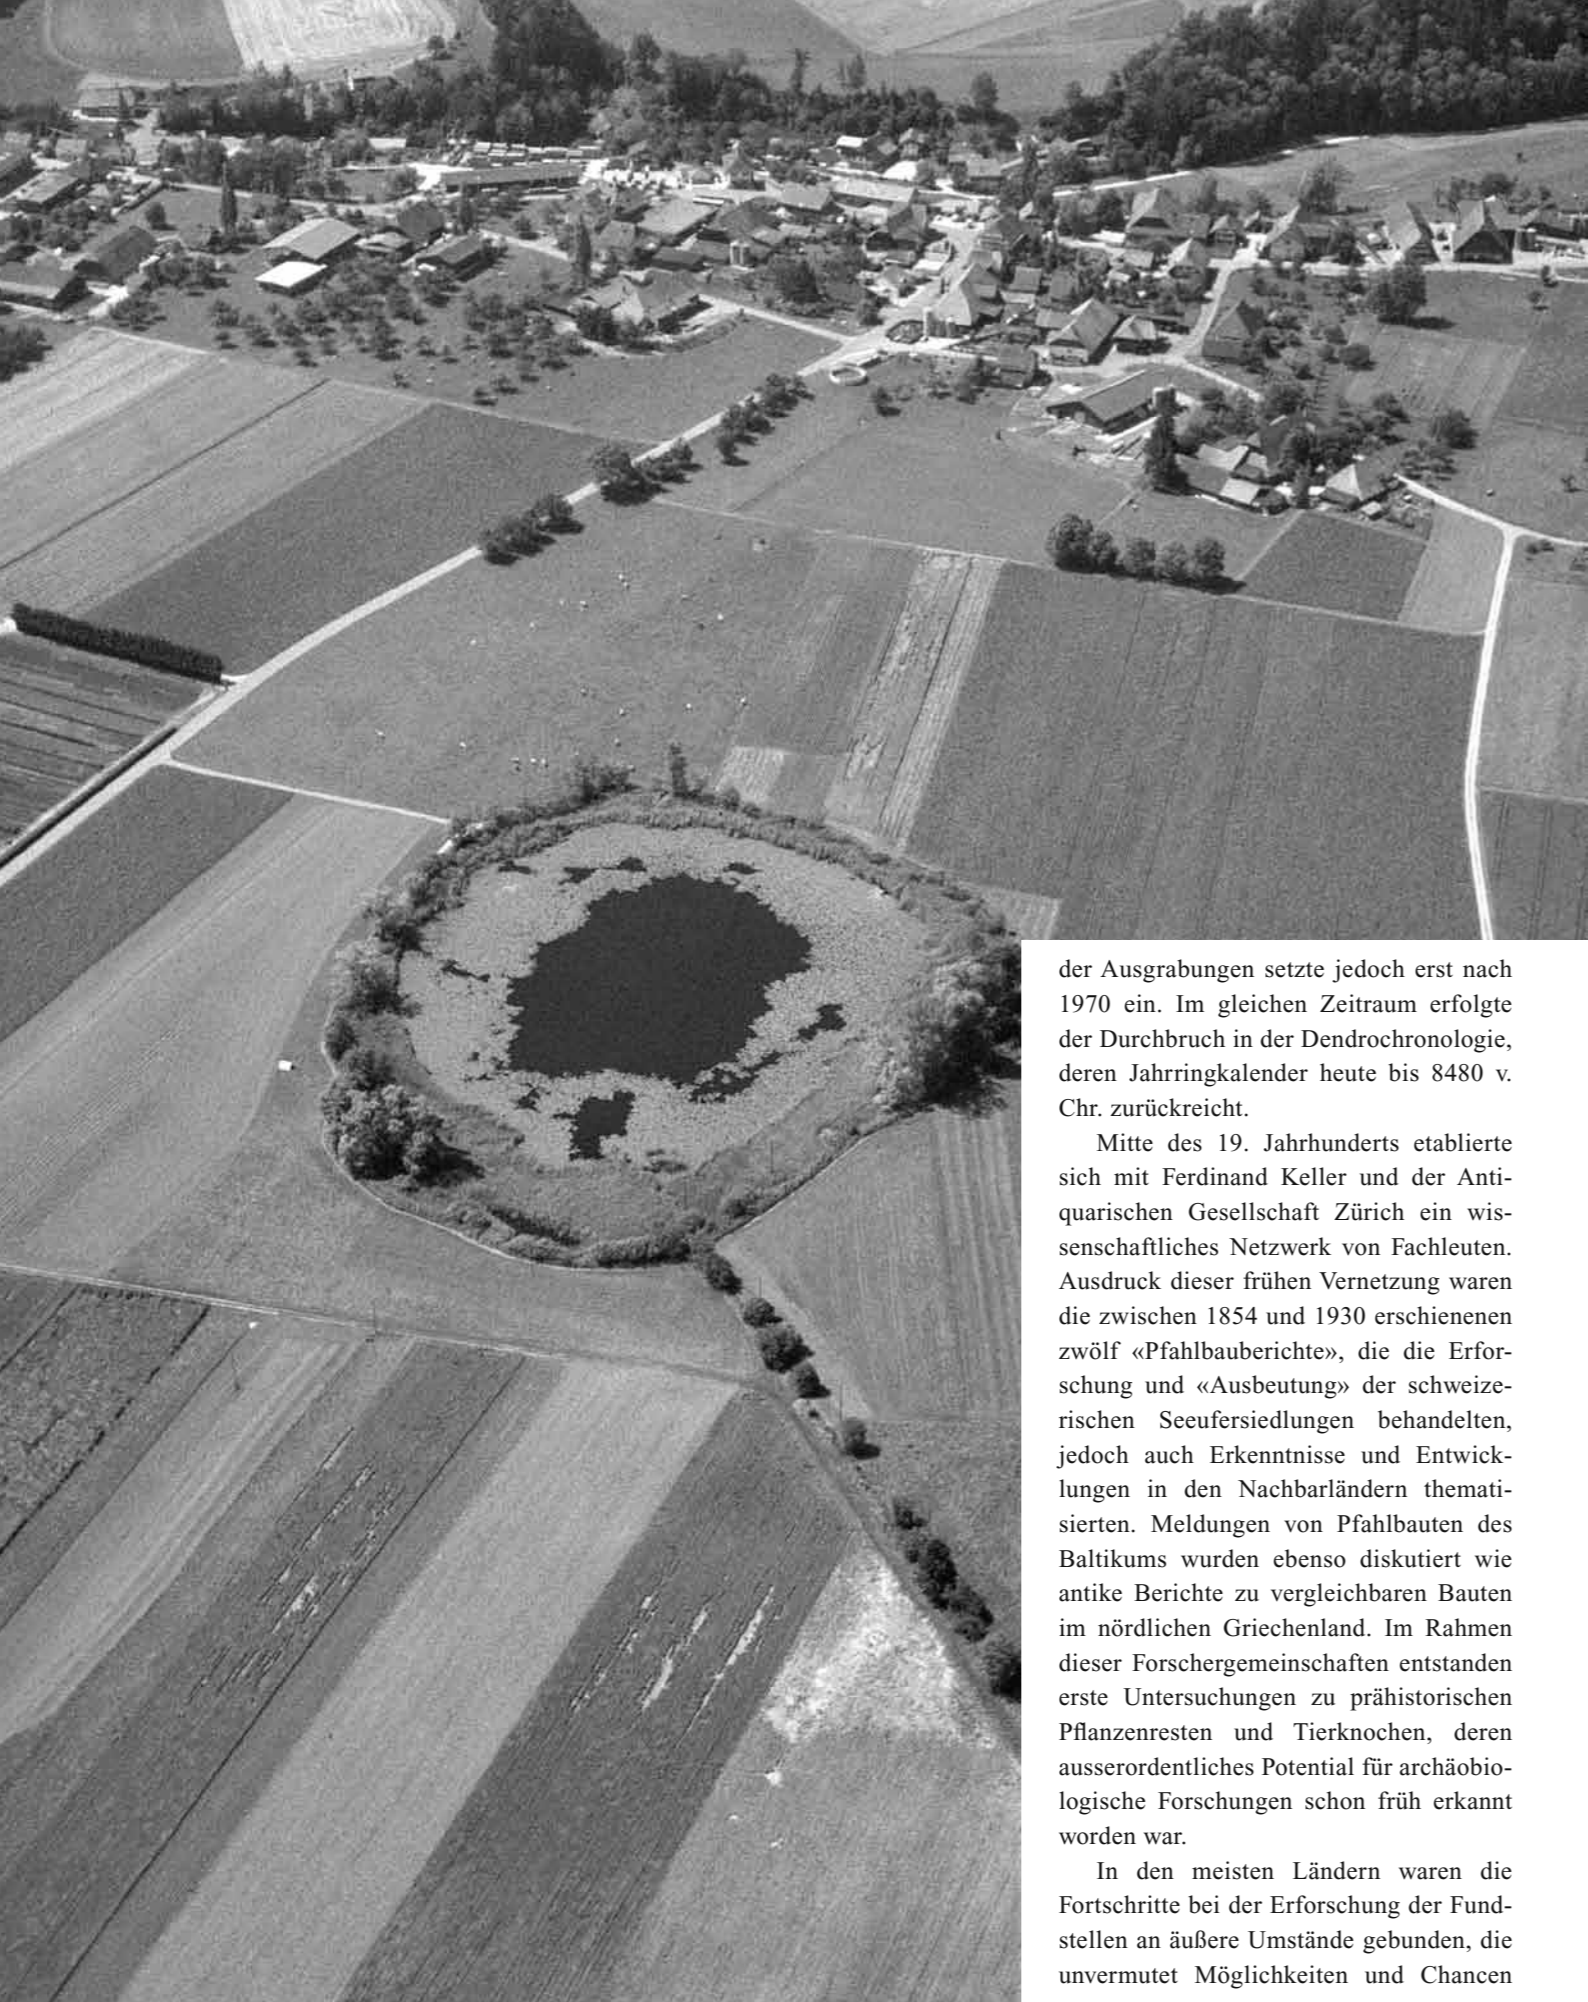 der Ausgrabungen setzte jedoch erst nach
1970 ein. Im gleichen Zeitraum erfolgte
der Durchbruch in der Dendrochronologie,
deren Jahrringkalender heute bis 8480 v.
Chr. zurückreicht.
Mitte des 19. Jahrhunderts etablierte
sich mit Ferdinand Keller und der Anti-
quarischen Gesellschaft Zürich ein wis-
senschaftliches Netzwerk von Fachleuten.
Ausdruck dieser frühen Vernetzung waren
die zwischen 1854 und 1930 erschienenen
zwölf «Pfahlbauberichte», die die Erfor-
schung und «Ausbeutung» der schweize-
rischen Seeufersiedlungen behandelten,
jedoch auch Erkenntnisse und Entwick-
lungen in den Nachbarländern themati-
sierten. Meldungen von Pfahlbauten des
Baltikums wurden ebenso diskutiert wie
antike Berichte zu vergleichbaren Bauten
im nördlichen Griechenland. Im Rahmen
dieser Forschergemeinschaften entstanden
erste Untersuchungen zu prähistorischen
Pflanzenresten und Tierknochen, deren
ausserordentliches Potential für archäobio-
logische Forschungen schon früh erkannt
worden war.
In den meisten Ländern waren die
Fortschritte bei der Erforschung der Fund-
stellen an äußere Umstände gebunden, die
unvermutet Möglichkeiten und Chancen